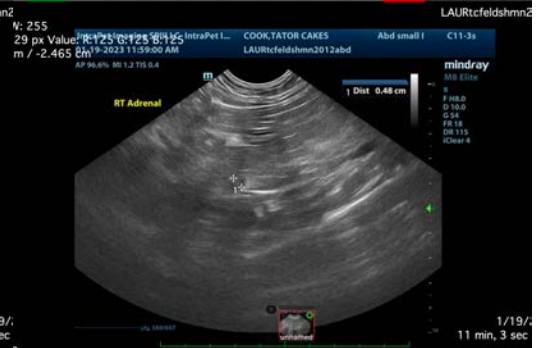 LAURtcfeldshmn2
: 255
29 px Value: R:125 G:125 B:125
m / -2.465 cm
IntraPet I... COOK,TATOR CAKES Abd small I C11-3s
01-19-2023 11:59:00 AM LAURtcfeldshmn2012abd
AP 96.6% MI 1.2 TIS 0.4
mindray
M8 Elite
m
RT Adrenal
1 Dist 0.48 cm
B
F H8.0
D 10.0
G 54
FR 18
DR 115
iClear 4
1
unnamed
1/19/2
11 min, 3 sec